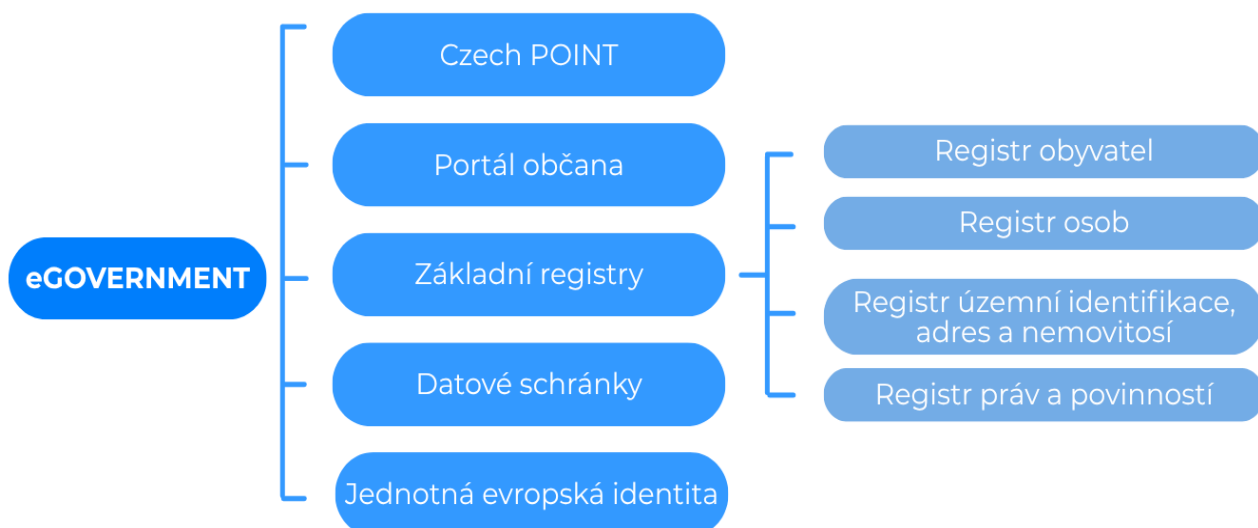 eGOVERNMENT
Czech POINT
Portál občana
Základní registry
Datové schránky
Jednotná evropská identita
Registr obyvatel
Registr osob
Registr územní identifikace,
adres a nemovitosí
Registr práv a povinností